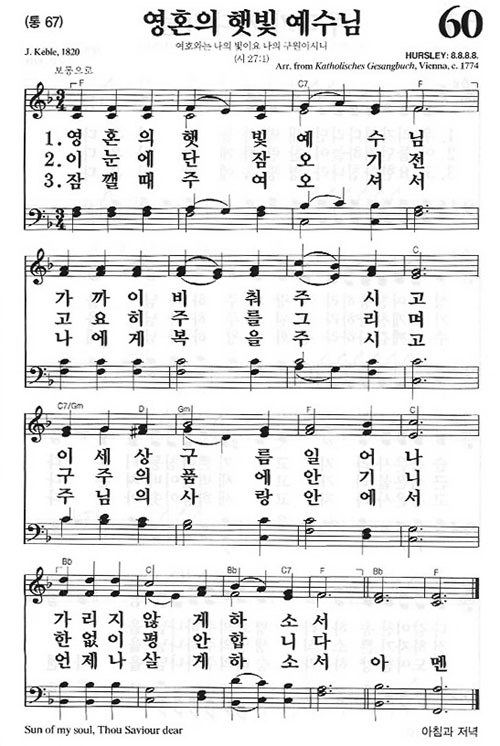 (통 67)
영혼의 햇빛 예수님
60
J. Keble, 1820
여호와는 나의 빛이요 나의 구원이시니
(시 27:1)
HURSLEY: 8.8.8.8.
Arr. from Katholisches Gesangbuch, Vienna, c. 1774
보통으로
F C7 F
1. 영 혼 의 햇 빛 예 수 님
2. 이 눈 에 단 잠 오 기 전
3. 잠 깰 때 주 여 오 셔 서
F Bb F C
가 까 이 비 춰 주 시 고
고 요 히 주 를 그 리 며
나 에 게 복 을 주 시 고
C7/Gm D Gm F C
이 세 상 구 름 일 어 나
구 주 의 품 에 안 기 니
주 님 의 사 랑 안 에 서
Bb C Bb C7 F Bb F
가 리 지 않 게 하 소 서
한 없 이 평 안 합 니 다
언 제 나 살 게 하 소 서 아 멘
Sun of my soul, Thou Saviour dear
아침과 저녁